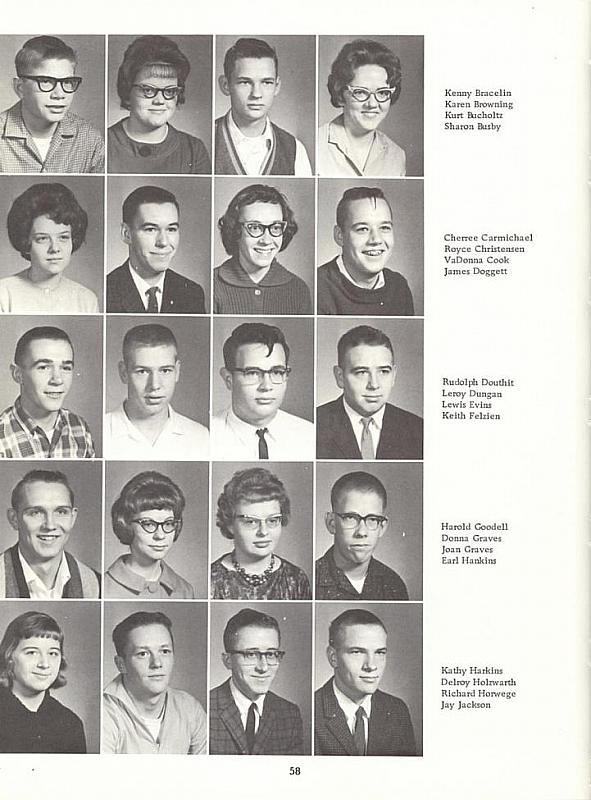 Kenny Bracelin
Karen Browning
Kurt Bucholtz
Sharon Busby
Cherree Carmichael
Royce Christensen
VaDonna Cook
James Doggett
Rudolph Douthit
Leroy Dungan
Lewis Evins
Keith Felzien
Harold Goodell
Donna Graves
Joan Graves
Earl Hankins
Kathy Harkins
Delroy Holzwarth
Richard Horwege
Jay Jackson
58